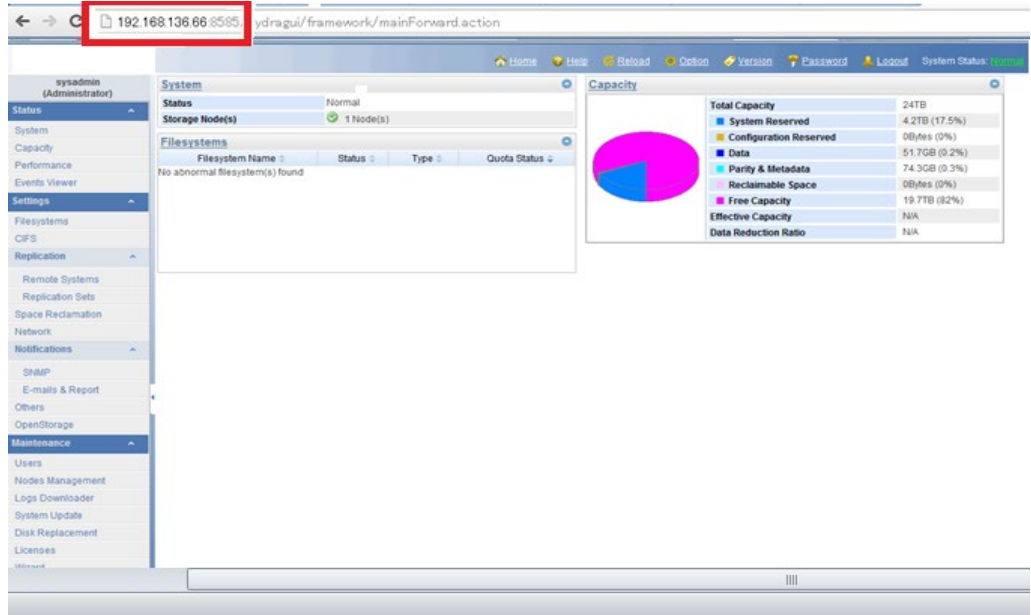 192.168.136.66:8585 ydragui/framework/mainForward.action
Home Help Reload Option Version Password Logout System Status: Normal
sysadmin
(Administrator)
Status
System
Capacity
Performance
Events Viewer
Settings
Filesystems
CIFS
Replication
Remote Systems
Replication Sets
Space Reclamation
Network
Notifications
SNMP
E-mails & Report
Others
OpenStorage
Maintenance
Users
Nodes Management
Logs Downloader
System Update
Disk Replacement
Licenses
Wizard
System
Status Normal
Storage Node(s) 1 Node(s)
Filesystems
Filesystem Name Status Type Quota Status
No abnormal filesystem(s) found
Capacity
Total Capacity 24TB
System Reserved 4.2TB (17.5%)
Configuration Reserved 0Bytes (0%)
Data 51.7GB (0.2%)
Parity & Metadata 74.3GB (0.3%)
Reclaimable Space 0Bytes (0%)
Free Capacity 19.7TB (82%)
Effective Capacity N/A
Data Reduction Ratio N/A